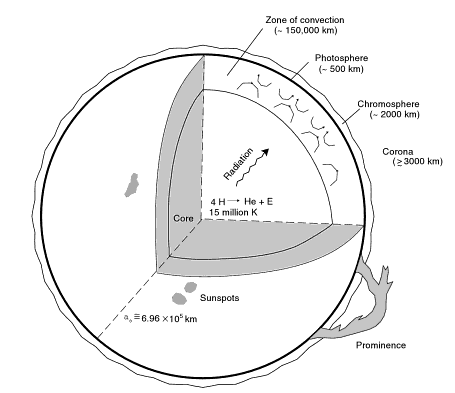 Zone of convection
(~ 150,000 km)
Photosphere
(~ 500 km)
Chromosphere
(~ 2000 km)
Corona
(≥3000 km)
Radiation
4 H → He + E
15 million K
Core
Sunspots
aₛ ≅ 6.96 ×10⁵ km
Prominence